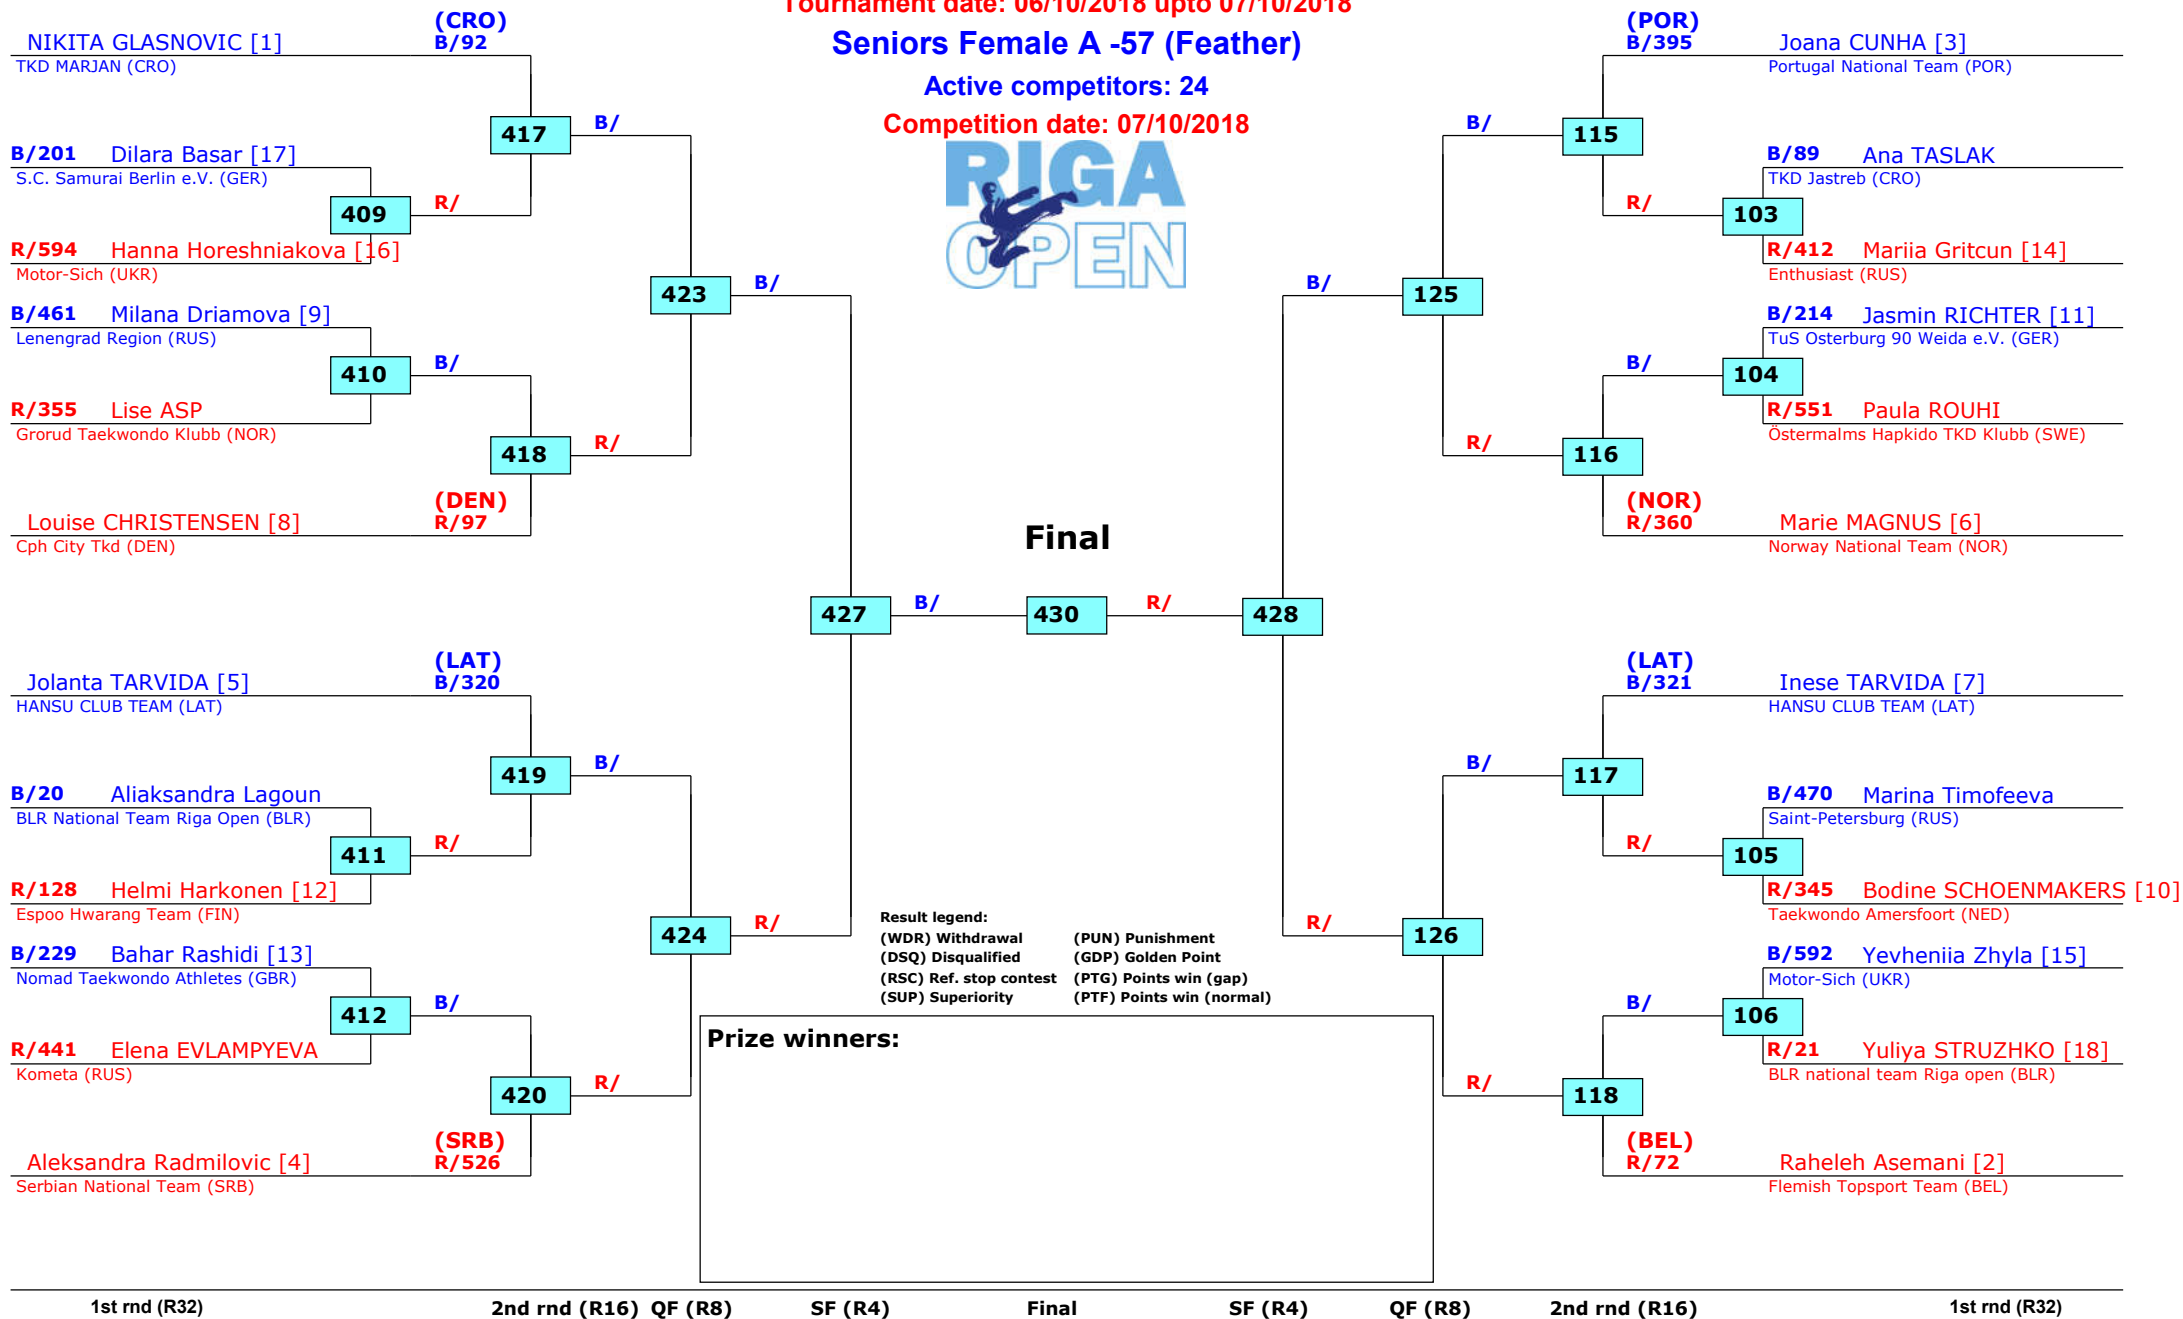 Tournament date: 06/10/2018 upto 07/10/2018
Seniors Female A -57 (Feather)
Active competitors: 24
Competition date: 07/10/2018
RIGA
OPEN
(CRO)
NIKITA GLASNOVIC [1] B/92
TKD MARJAN (CRO)
417 B/
B/201 Dilara Basar [17]
S.C. Samurai Berlin e.V. (GER)
409 R/
R/594 Hanna Horeshniakova [16]
Motor-Sich (UKR)
423 B/
B/461 Milana Driamova [9]
Lenengrad Region (RUS)
410 B/
R/355 Lise ASP
Grorud Taekwondo Klubb (NOR)
418 R/
(DEN)
Louise CHRISTENSEN [8] R/97
Cph City Tkd (DEN)
427 B/
(LAT)
Jolanta TARVIDA [5] B/320
HANSU CLUB TEAM (LAT)
419 B/
B/20 Aliaksandra Lagoun
BLR National Team Riga Open (BLR)
411 R/
R/128 Helmi Harkonen [12]
Espoo Hwarang Team (FIN)
424 R/
B/229 Bahar Rashidi [13]
Nomad Taekwondo Athletes (GBR)
412 B/
R/441 Elena EVLAMPYEVA
Kometa (RUS)
420 R/
(SRB)
Aleksandra Radmilovic [4] R/526
Serbian National Team (SRB)
Final
430
(POR)
B/395 Joana CUNHA [3]
Portugal National Team (POR)
B/ 115
B/89 Ana TASLAK
TKD Jastreb (CRO)
R/ 103
R/412 Mariia Gritcun [14]
Enthusiast (RUS)
B/ 125
B/214 Jasmin RICHTER [11]
TuS Osterburg 90 Weida e.V. (GER)
B/ 104
R/551 Paula ROUHI
Östermalms Hapkido TKD Klubb (SWE)
R/ 116
(NOR)
R/360 Marie MAGNUS [6]
Norway National Team (NOR)
R/ 428
(LAT)
B/321 Inese TARVIDA [7]
HANSU CLUB TEAM (LAT)
B/ 117
B/470 Marina Timofeeva
Saint-Petersburg (RUS)
R/ 105
R/345 Bodine SCHOENMAKERS [10]
Taekwondo Amersfoort (NED)
R/ 126
B/592 Yevheniia Zhyla [15]
Motor-Sich (UKR)
B/ 106
R/21 Yuliya STRUZHKO [18]
BLR national team Riga open (BLR)
R/ 118
(BEL)
R/72 Raheleh Asemani [2]
Flemish Topsport Team (BEL)
Result legend:
(WDR) Withdrawal (PUN) Punishment
(DSQ) Disqualified (GDP) Golden Point
(RSC) Ref. stop contest (PTG) Points win (gap)
(SUP) Superiority (PTF) Points win (normal)
Prize winners:
1st rnd (R32) 2nd rnd (R16) QF (R8) SF (R4) Final SF (R4) QF (R8) 2nd rnd (R16) 1st rnd (R32)